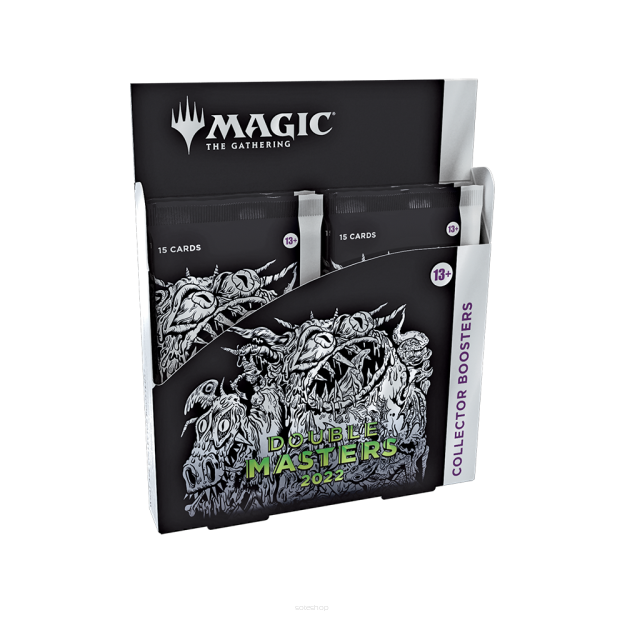 MAGIC
THE GATHERING
15 CARDS
13+
15 CARDS
13+
13+
DOUBLE
MASTERS
2022
COLLECTOR BOOSTERS